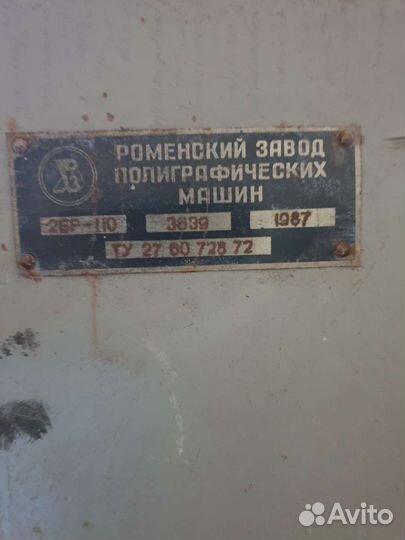 РОМЕНСКИЙ ЗАВОД
ПОЛИГРАФИЧЕСКИХ
МАШИН
2БР-110 3639 1987
ТУ 27 60 728 72
Avito